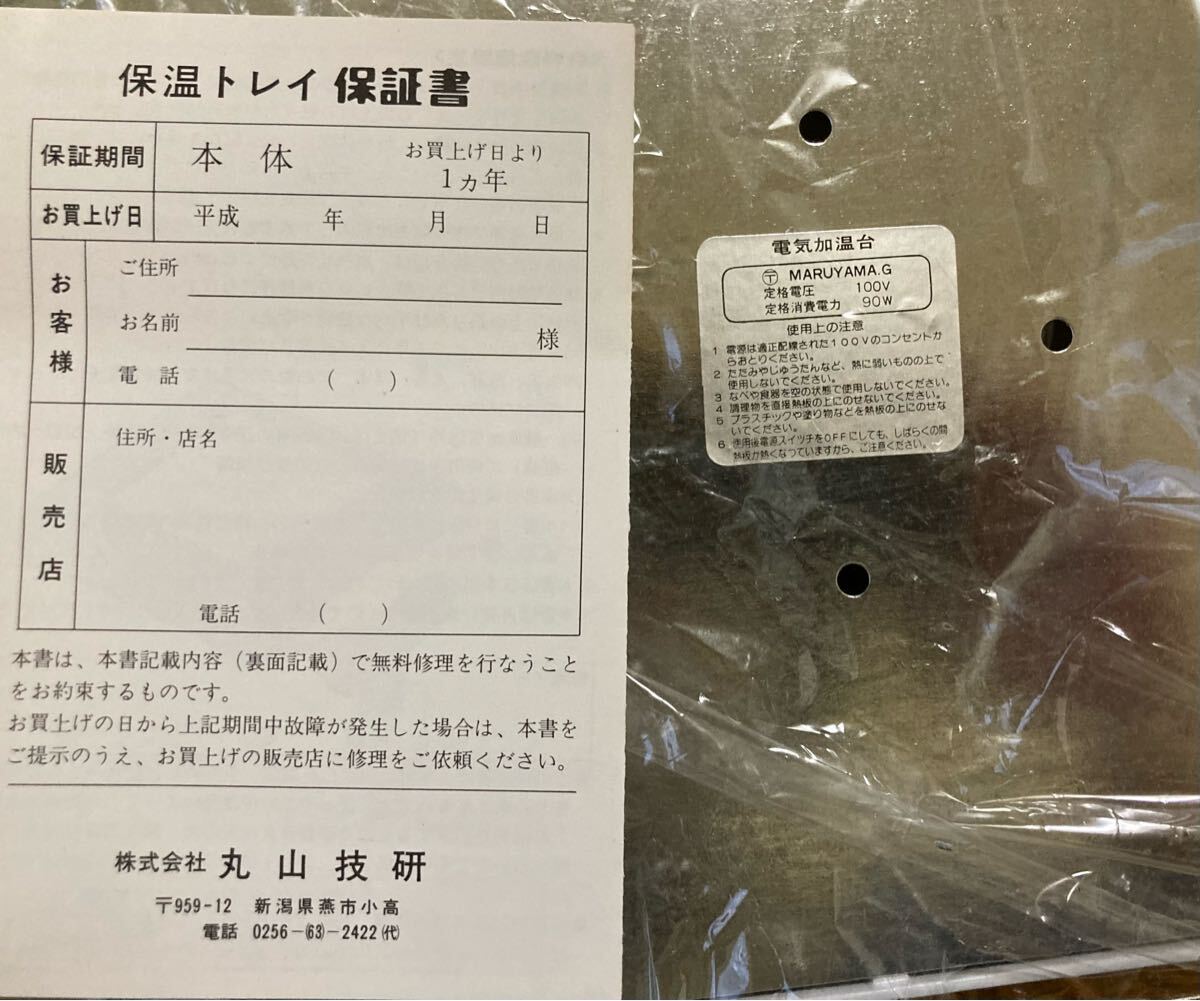 保温トレイ 保証書
保証期間 本体 お買上げ日より
1ヵ年
お買上げ日 平成 年 月 日
お客様
ご住所
お名前 様
電話 ( )
販売店
住所・店名
電話 ( )
本書は、本書記載内容（裏面記載）で無料修理を行なうこと
をお約束するものです。
お買上げの日から上記期間中故障が発生した場合は、本書を
ご提示のうえ、お買上げの販売店に修理をご依頼ください。
株式会社 丸山技研
〒959-12 新潟県燕市小高
電話 0256-(63)-2422(代)
電気加温台
〒 MARUYAMA.G
定格電圧 100V
定格消費電力 90W
使用上の注意
1 電源は適正配線された100Vのコンセントか
らおとりください。
2 たたみやじゅうたんなど、熱に弱いものの上で
使用しないでください。
3 なべや食器を空の状態で使用しないでください。
4 調理物を直接熱板の上にのせないでください。
5 プラスチックや塗り物などを熱板の上にのせな
いでください。
6 使用後電源スイッチをOFFにしても、しばらくの間
熱板が熱くなっていますから、ご注意ください。